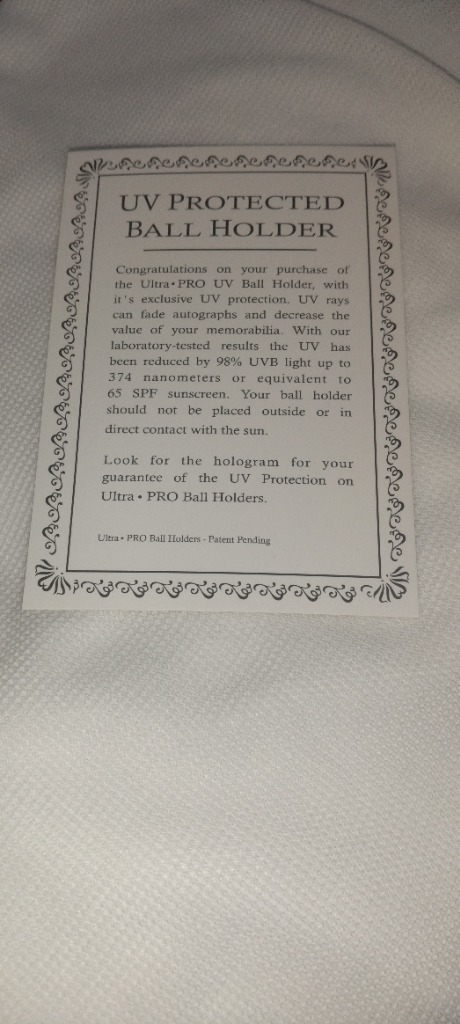 UV PROTECTED
BALL HOLDER
Congratulations on your purchase of
the Ultra•PRO UV Ball Holder, with
it's exclusive UV protection. UV rays
can fade autographs and decrease the
value of your memorabilia. With our
laboratory-tested results the UV has
been reduced by 98% UVB light up to
374 nanometers or equivalent to
65 SPF sunscreen. Your ball holder
should not be placed outside or in
direct contact with the sun.
Look for the hologram for your
guarantee of the UV Protection on
Ultra • PRO Ball Holders.
Ultra • PRO Ball Holders - Patent Pending